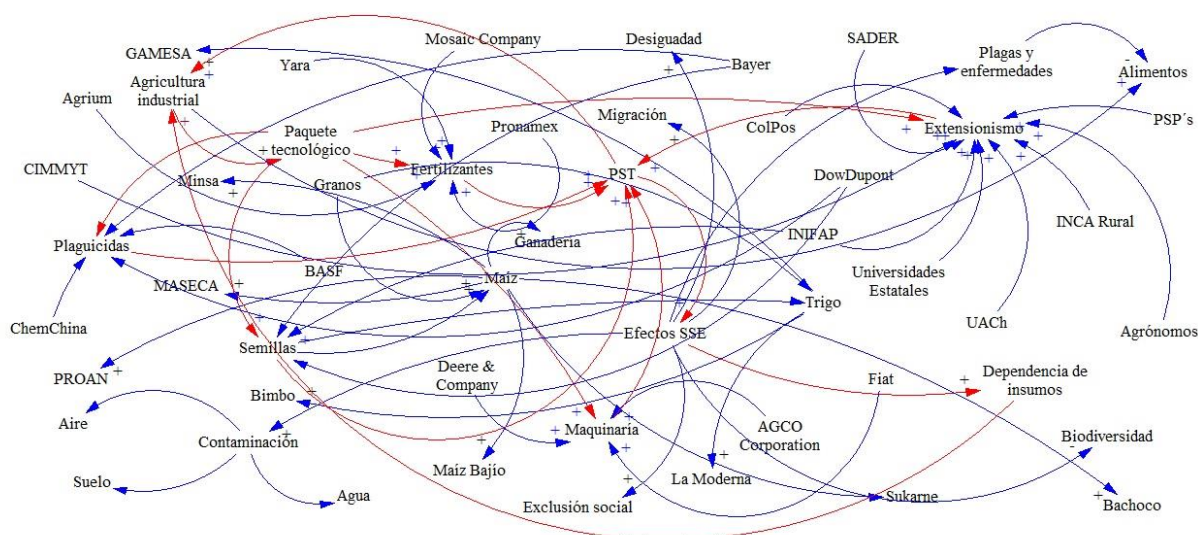 GAMESA
Mosaic Company
Desiguadad
SADER
Plagas y
enfermedades
Yara
Bayer
Alimentos
Agricultura
industrial
Agrium
Migración
ColPos
PSP´s
Paquete
tecnológico
Pronamex
Extensionismo
CIMMYT
Minsa
Granos
Fertilizantes
PST
DowDupont
INCA Rural
Plaguicidas
Ganadería
INIFAP
BASF
Maíz
Universidades
Estatales
MASECA
Trigo
ChemChina
UACh
Agrónomos
Semillas
Efectos SSE
PROAN
Bimbo
Deere &
Company
Fiat
Dependencia de
insumos
Aire
Contaminación
Maquinaría
AGCO
Corporation
Biodiversidad
Maíz Bajío
La Moderna
Suelo
Agua
Exclusión social
Sukarne
Bachoco